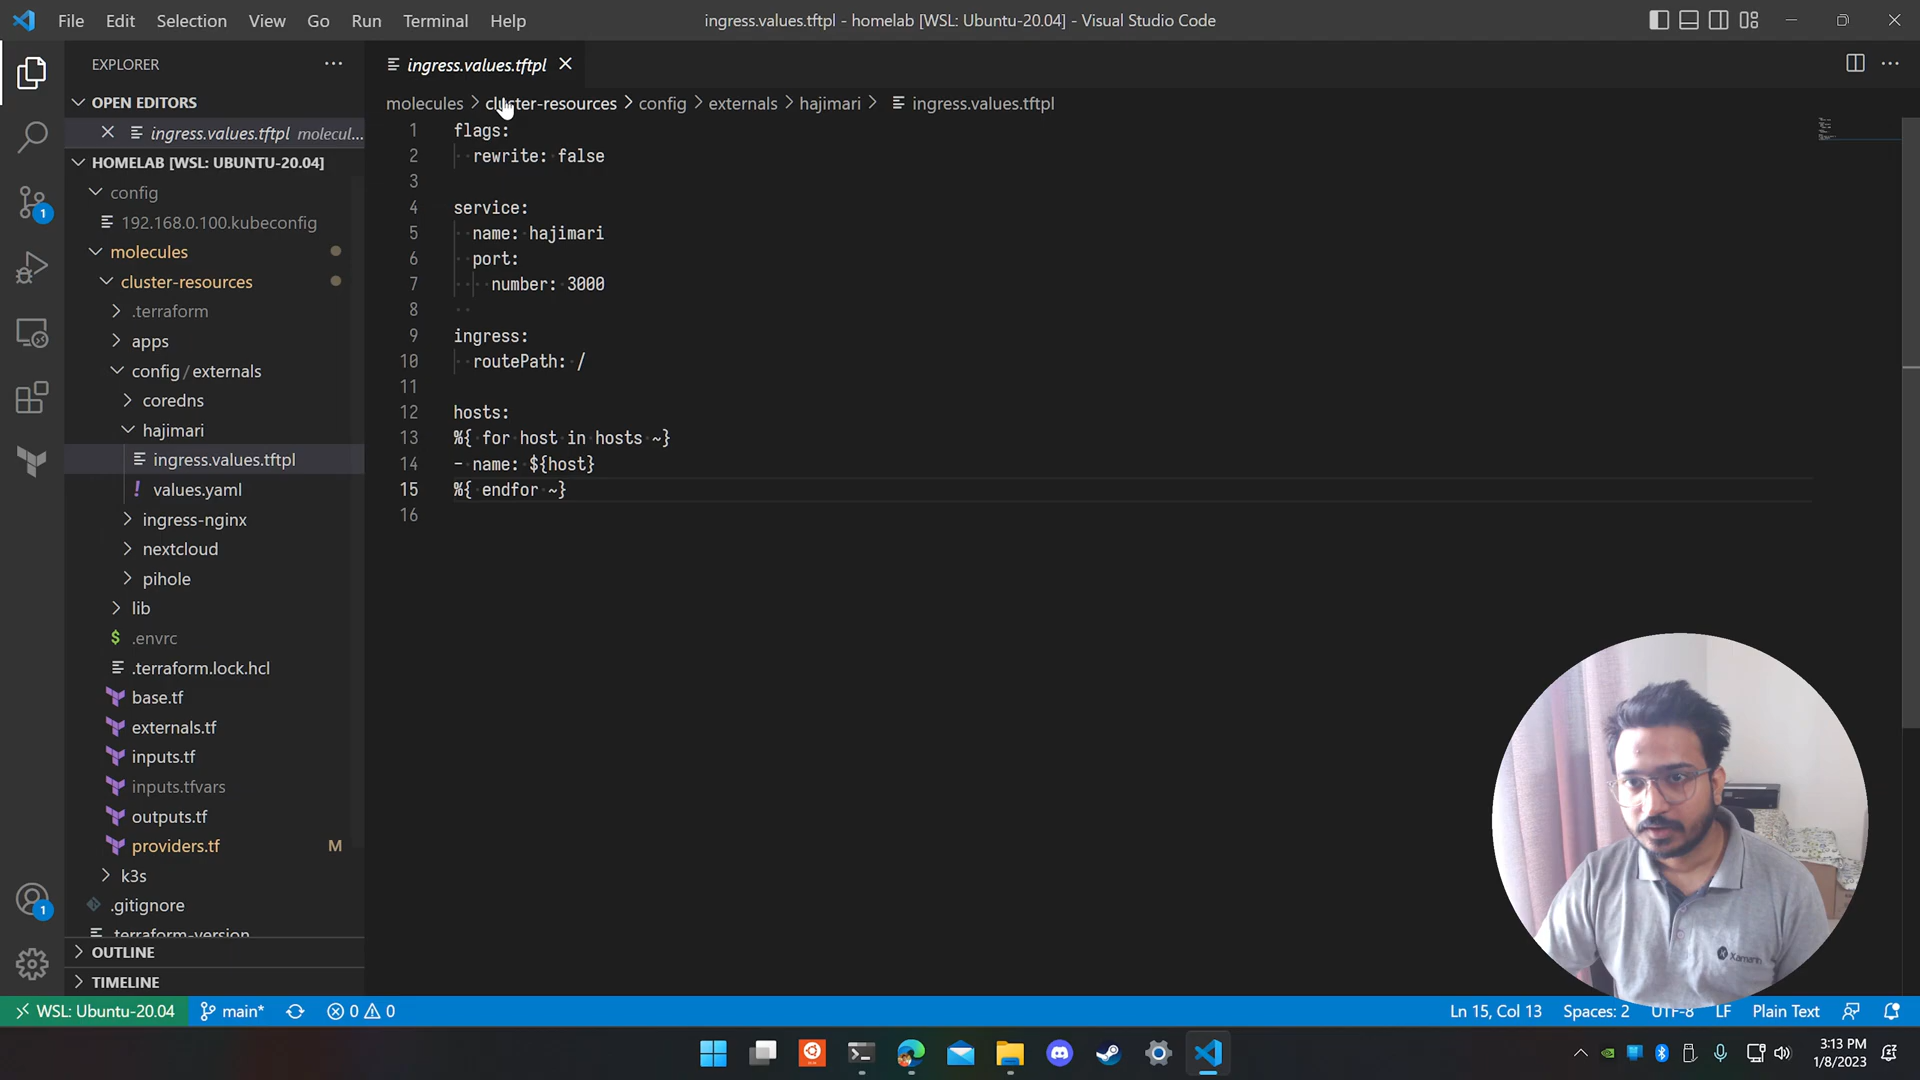 File Edit Selection View Go Run Terminal Help
ingress.values.tftpl - homelab [WSL: Ubuntu-20.04] - Visual Studio Code
EXPLORER
OPEN EDITORS
ingress.values.tftpl molecul...
HOMELAB [WSL: UBUNTU-20.04]
config
192.168.0.100.kubeconfig
molecules
cluster-resources
.terraform
apps
config / externals
coredns
hajimari
ingress.values.tftpl
values.yaml
ingress-nginx
nextcloud
pihole
lib
.envrc
.terraform.lock.hcl
base.tf
externals.tf
inputs.tf
inputs.tfvars
outputs.tf
providers.tf M
k3s
.gitignore
.terraform-version
OUTLINE
TIMELINE
1
1
ingress.values.tftpl
molecules > cluster-resources > config > externals > hajimari > ingress.values.tftpl
1 flags:
2 rewrite: false
3
4 service:
5 name: hajimari
6 port:
7 number: 3000
8
9 ingress:
10 routePath: /
11
12 hosts:
13 %{ for host in hosts ~}
14 - name: ${host}
15 %{ endfor ~}
16
Xamarin
WSL: Ubuntu-20.04 main* 0 0 Ln 15, Col 13 Spaces: 2 UTF-8 LF Plain Text
3:13 PM
1/8/2023